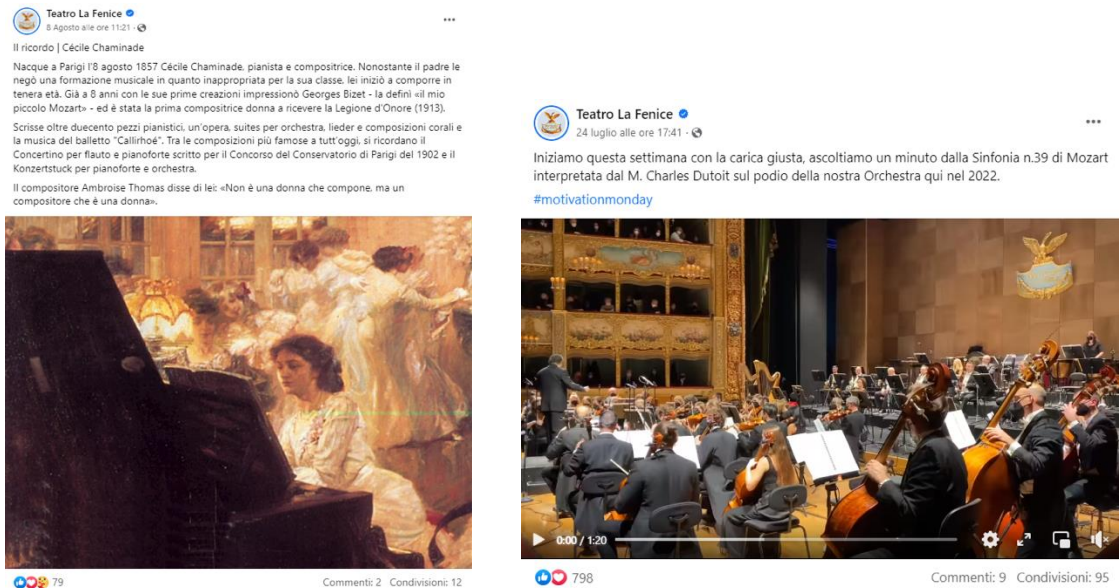 Teatro La Fenice
8 Agosto alle ore 11:21 ·
Il ricordo | Cécile Chaminade
Nacque a Parigi l'8 agosto 1857 Cécile Chaminade, pianista e compositrice. Nonostante il padre le
negò una formazione musicale in quanto inappropriata per la sua classe, lei iniziò a comporre in
tenera età. Già a 8 anni con le sue prime creazioni impressionò Georges Bizet - la definì «il mio
piccolo Mozart» - ed è stata la prima compositrice donna a ricevere la Legione d'Onore (1913).
Scrisse oltre duecento pezzi pianistici, un'opera, suites per orchestra, lieder e composizioni corali e
la musica del balletto "Callirhoé". Tra le composizioni più famose a tutt'oggi, si ricordano il
Concertino per flauto e pianoforte scritto per il Concorso del Conservatorio di Parigi del 1902 e il
Konzertstuck per pianoforte e orchestra.
Il compositore Ambroise Thomas disse di lei: «Non è una donna che compone, ma un
compositore che è una donna».
79
Commenti: 2 Condivisioni: 12
Teatro La Fenice
24 luglio alle ore 17:41 ·
Iniziamo questa settimana con la carica giusta, ascoltiamo un minuto dalla Sinfonia n.39 di Mozart
interpretata dal M. Charles Dutoit sul podio della nostra Orchestra qui nel 2022.
#motivationmonday
0:00 / 1:20
798
Commenti: 9 Condivisioni: 95